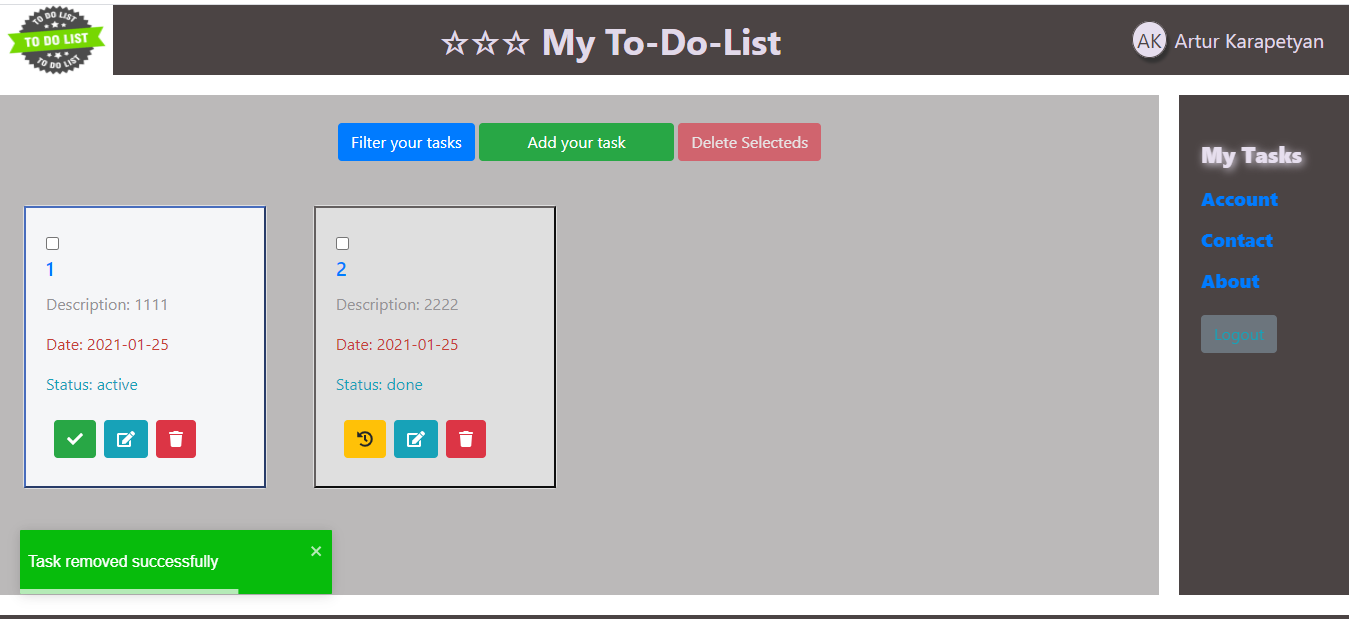 TO DO LIST
TO DO LIST
TO DO LIST
☆☆☆ My To-Do-List
AK Artur Karapetyan
Filter your tasks
Add your task
Delete Selecteds
1
Description: 1111
Date: 2021-01-25
Status: active
2
Description: 2222
Date: 2021-01-25
Status: done
My Tasks
Account
Contact
About
Logout
Task removed successfully
×